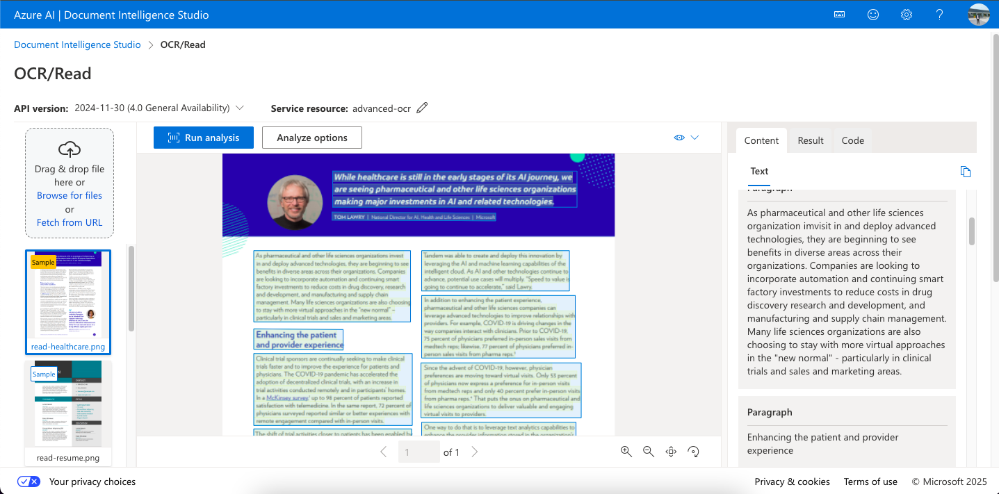 Azure AI | Document Intelligence Studio
Document Intelligence Studio > OCR/Read
OCR/Read
API version: 2024-11-30 (4.0 General Availability) Service resource: advanced-ocr
Drag & drop file
here or
Browse for files
or
Fetch from URL
Sample
read-healthcare.png
Sample
read-resume.png
Run analysis Analyze options
While healthcare is still in the early stages of its AI journey, we
are seeing pharmaceutical and other life sciences organizations
making major investments in AI and related technologies.
TOM LAWRY | National Director for AI, Health and Life Sciences | Microsoft
As pharmaceutical and other life sciences organizations invest
in and deploy advanced technologies, they are beginning to see
benefits in diverse areas across their organizations. Companies
are looking to incorporate automation and continuing smart
factory investments to reduce costs in drug discovery, research
and development, and manufacturing and supply chain
management. Many life sciences organizations are also choosing
to stay with more virtual approaches in the "new normal" –
particularly in clinical trials and sales and marketing areas.
Enhancing the patient
and provider experience
Clinical trial sponsors are continually seeking to make clinical
trials faster and to improve the experience for patients and
physicians. The COVID-19 pandemic has accelerated the
adoption of decentralized clinical trials, with an increase in
trial activities conducted remotely and in participants' homes.
In a McKinsey survey,¹ up to 98 percent of patients reported
satisfaction with telemedicine. In the same report, 72 percent of
physicians surveyed reported similar or better experiences with
remote engagement compared with in-person visits.
The shift of trial activities closer to patients has been enabled by
Tandem was able to create and deploy this innovation by
leveraging the AI and machine learning capabilities of the
intelligent cloud. As AI and other technologies continue to
advance, potential use cases will multiply. "Speed to value is
going to continue to accelerate," said Lawry.
In addition to enhancing the patient experience,
pharmaceutical and other life sciences companies can
leverage advanced technologies to improve relationships with
providers. For example, COVID-19 is driving changes in the
way companies interact with clinicians. Prior to COVID-19,
75 percent of physicians preferred in-person sales visits from
medtech reps; likewise, 77 percent of physicians preferred in-
person sales visits from pharma reps.
Since the advent of COVID-19, however, physician
preferences are moving toward virtual visits. Only 53 percent
of physicians now express a preference for in-person visits
from medtech reps and only 40 percent prefer in-person visits
from pharma reps. That puts the onus on pharmaceutical and
life sciences organizations to deliver valuable and engaging
virtual visits to providers.
One way to do that is to leverage text analytics capabilities to
enhance the provider information stored in the organization's
1 of 1
Content Result Code
Text
Paragraph
As pharmaceutical and other life sciences
organization imvisit in and deploy advanced
technologies, they are beginning to see
benefits in diverse areas across their
organizations. Companies are looking to
incorporate automation and continuing smart
factory investments to reduce costs in drug
discovery research and development, and
manufacturing and supply chain management.
Many life sciences organizations are also
choosing to stay with more virtual approaches
in the "new normal" - particularly in clinical
trials and sales and marketing areas.
Paragraph
Enhancing the patient and provider
experience
Your privacy choices
Privacy & cookies Terms of use © Microsoft 2025